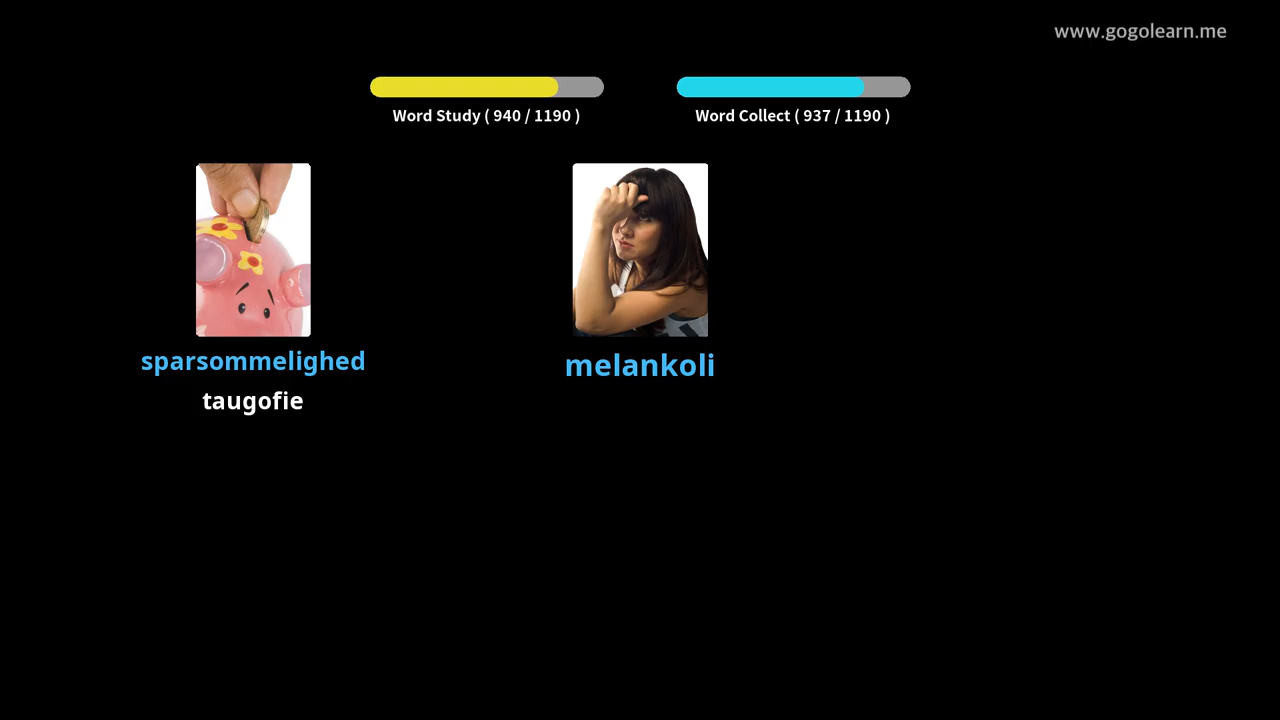 www.gogolearn.me
Word Study ( 940 / 1190 )
Word Collect ( 937 / 1190 )
sparsommelighed
taugofie
melankoli